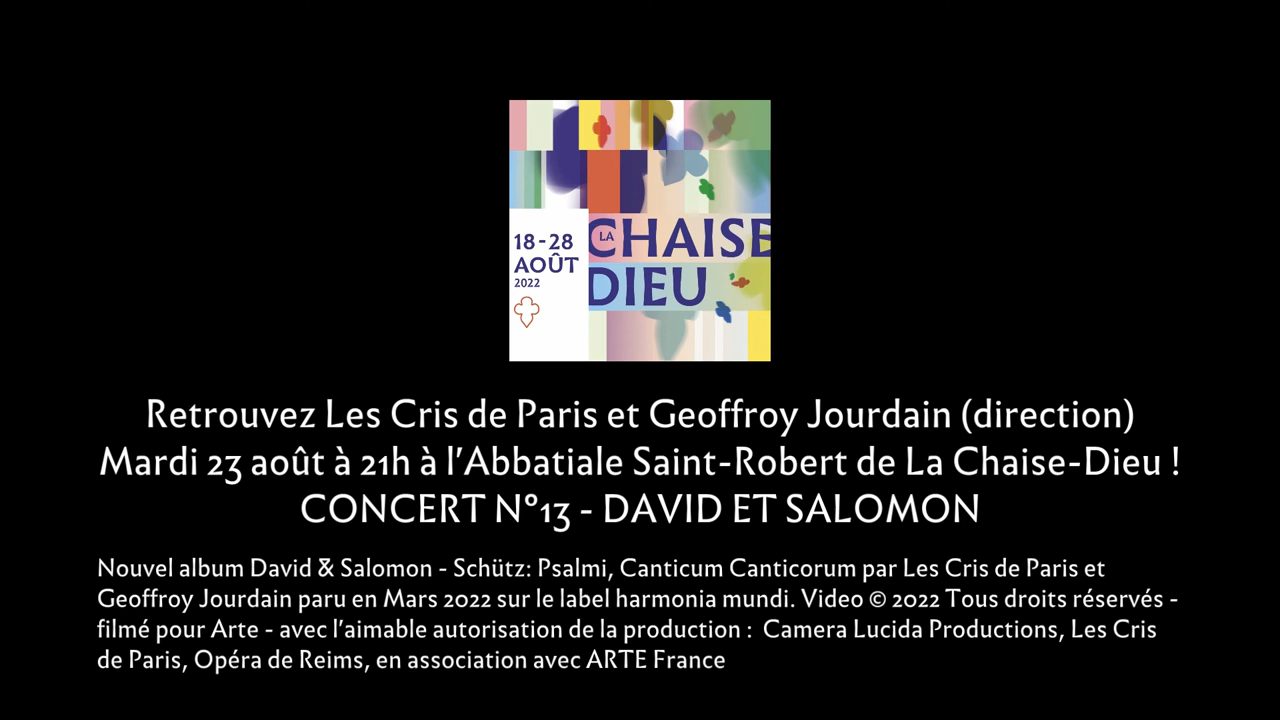 18-28
AOÛT
2022
LA
CHAISE
DIEU
Retrouvez Les Cris de Paris et Geoffroy Jourdain (direction)
Mardi 23 août à 21h à l'Abbatiale Saint-Robert de La Chaise-Dieu !
CONCERT N°13 - DAVID ET SALOMON
Nouvel album David & Salomon - Schütz: Psalmi, Canticum Canticorum par Les Cris de Paris et
Geoffroy Jourdain paru en Mars 2022 sur le label harmonia mundi. Video © 2022 Tous droits réservés -
filmé pour Arte - avec l'aimable autorisation de la production :  Camera Lucida Productions, Les Cris
de Paris, Opéra de Reims, en association avec ARTE France